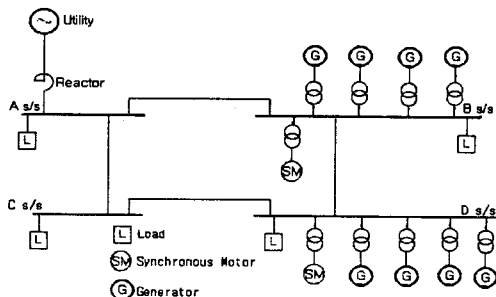 Utility
G G G G
Reactor
A s/s
B s/s
L
L
SM
C s/s
D s/s
L
L
L Load
SM Synchronous Motor
SM
G G G G
G Generator